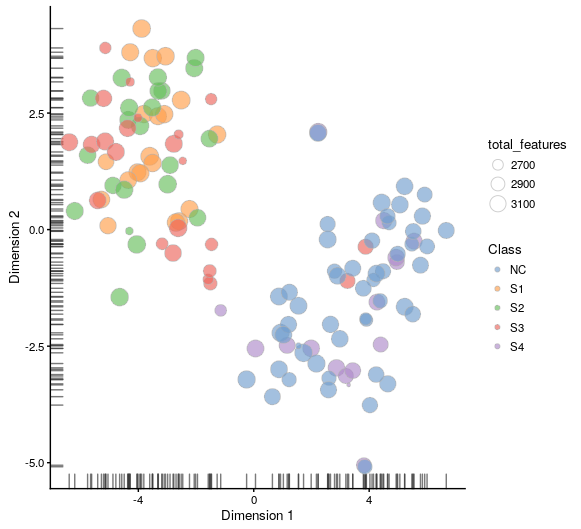 Dimension 2
2.5
0.0
-2.5
-5.0
-4
0
4
Dimension 1
total_features
2700
2900
3100
Class
NC
S1
S2
S3
S4